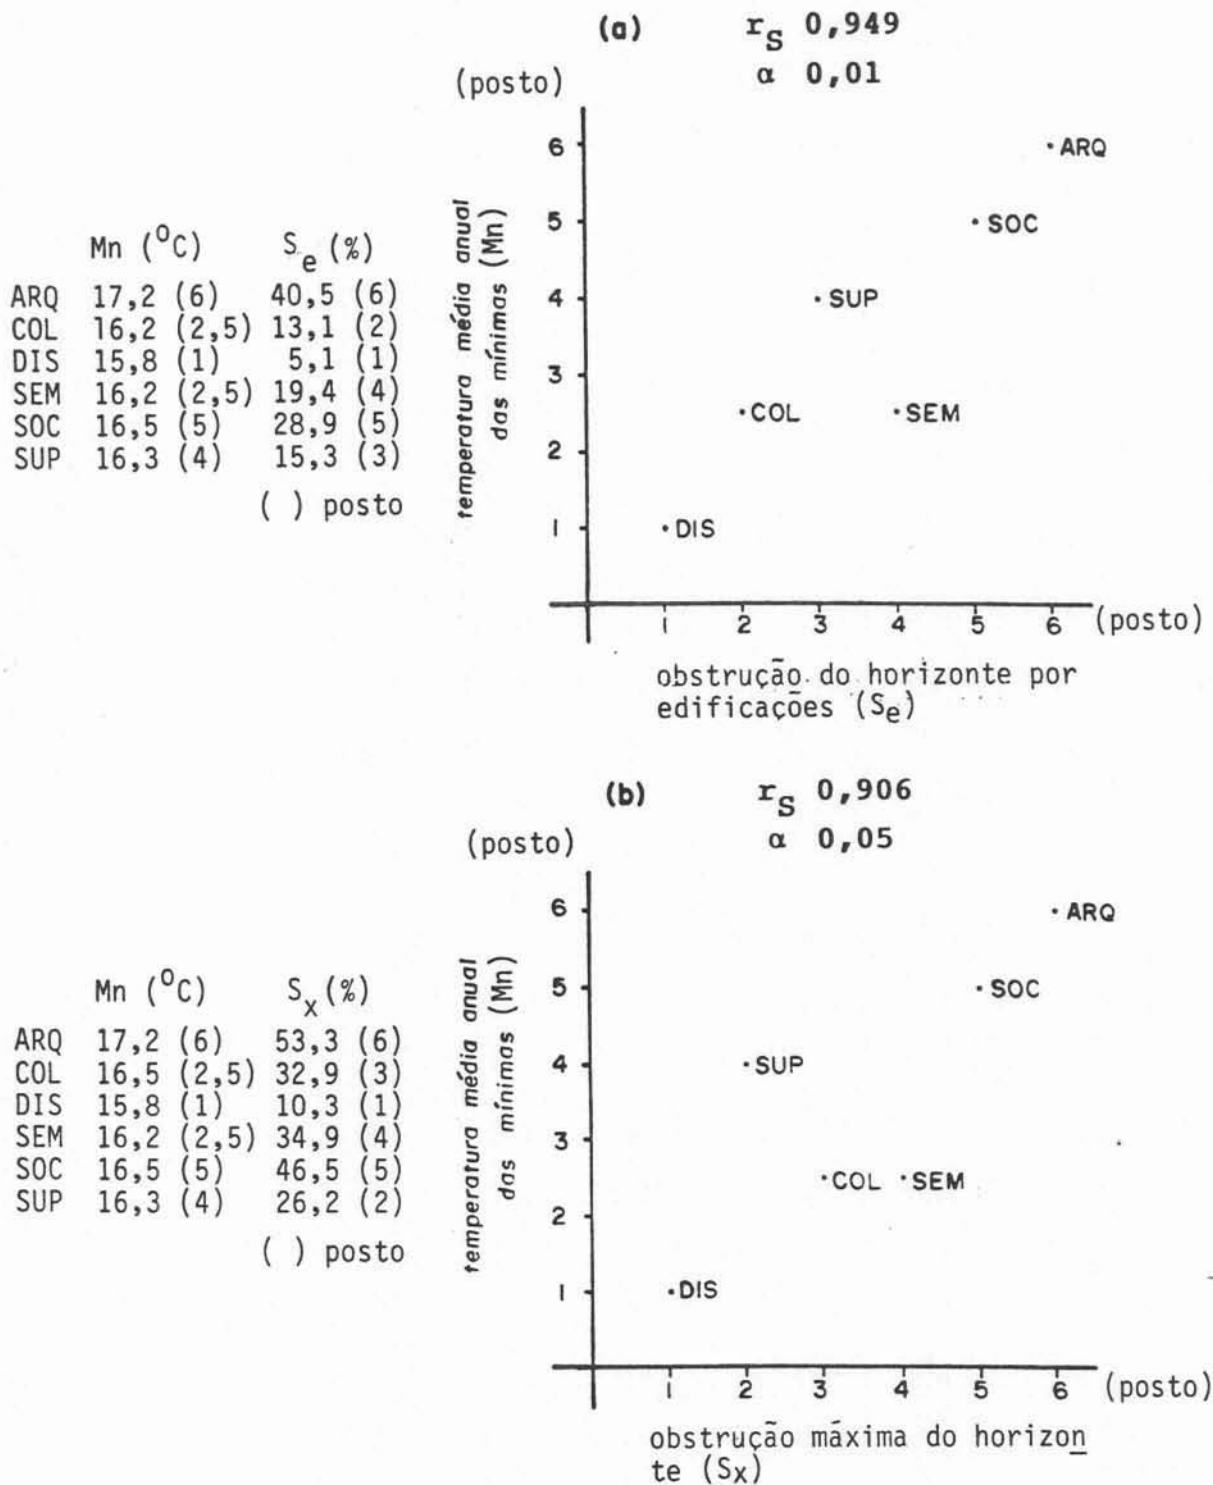 (a) rS 0,949
α 0,01
(posto)
temperatura média anual
das mínimas (Mn)
6
5
4
3
2
1
ARQ
SOC
SUP
COL
SEM
DIS
1 2 3 4 5 6 (posto)
obstrução do horizonte por
edificações (Se)
Mn (°C) Se (%)
ARQ 17,2 (6) 40,5 (6)
COL 16,2 (2,5) 13,1 (2)
DIS 15,8 (1) 5,1 (1)
SEM 16,2 (2,5) 19,4 (4)
SOC 16,5 (5) 28,9 (5)
SUP 16,3 (4) 15,3 (3)
( ) posto
(b) rS 0,906
α 0,05
(posto)
temperatura média anual
das mínimas (Mn)
6
5
4
3
2
1
ARQ
SOC
SUP
COL
SEM
DIS
1 2 3 4 5 6 (posto)
obstrução máxima do horizon
te (Sx)
Mn (°C) Sx (%)
ARQ 17,2 (6) 53,3 (6)
COL 16,5 (2,5) 32,9 (3)
DIS 15,8 (1) 10,3 (1)
SEM 16,2 (2,5) 34,9 (4)
SOC 16,5 (5) 46,5 (5)
SUP 16,3 (4) 26,2 (2)
( ) posto